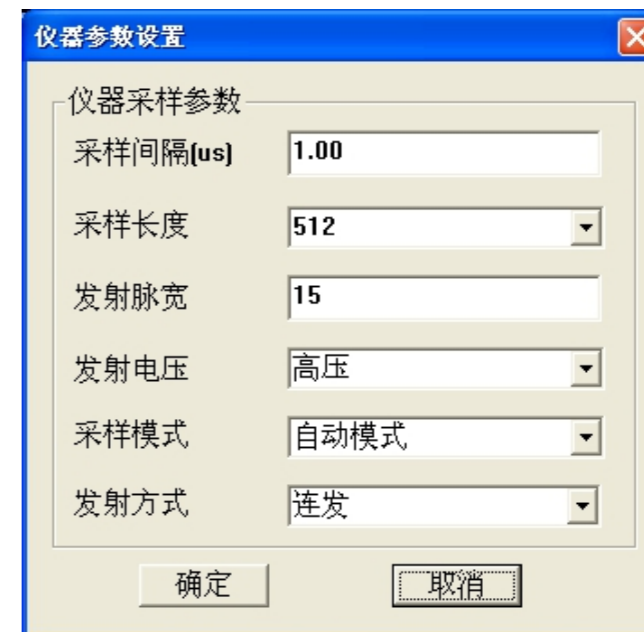 仪器参数设置
仪器采样参数
采样间隔(us) 1.00
采样长度 512
发射脉宽 15
发射电压 高压
采样模式 自动模式
发射方式 连发
确定 取消